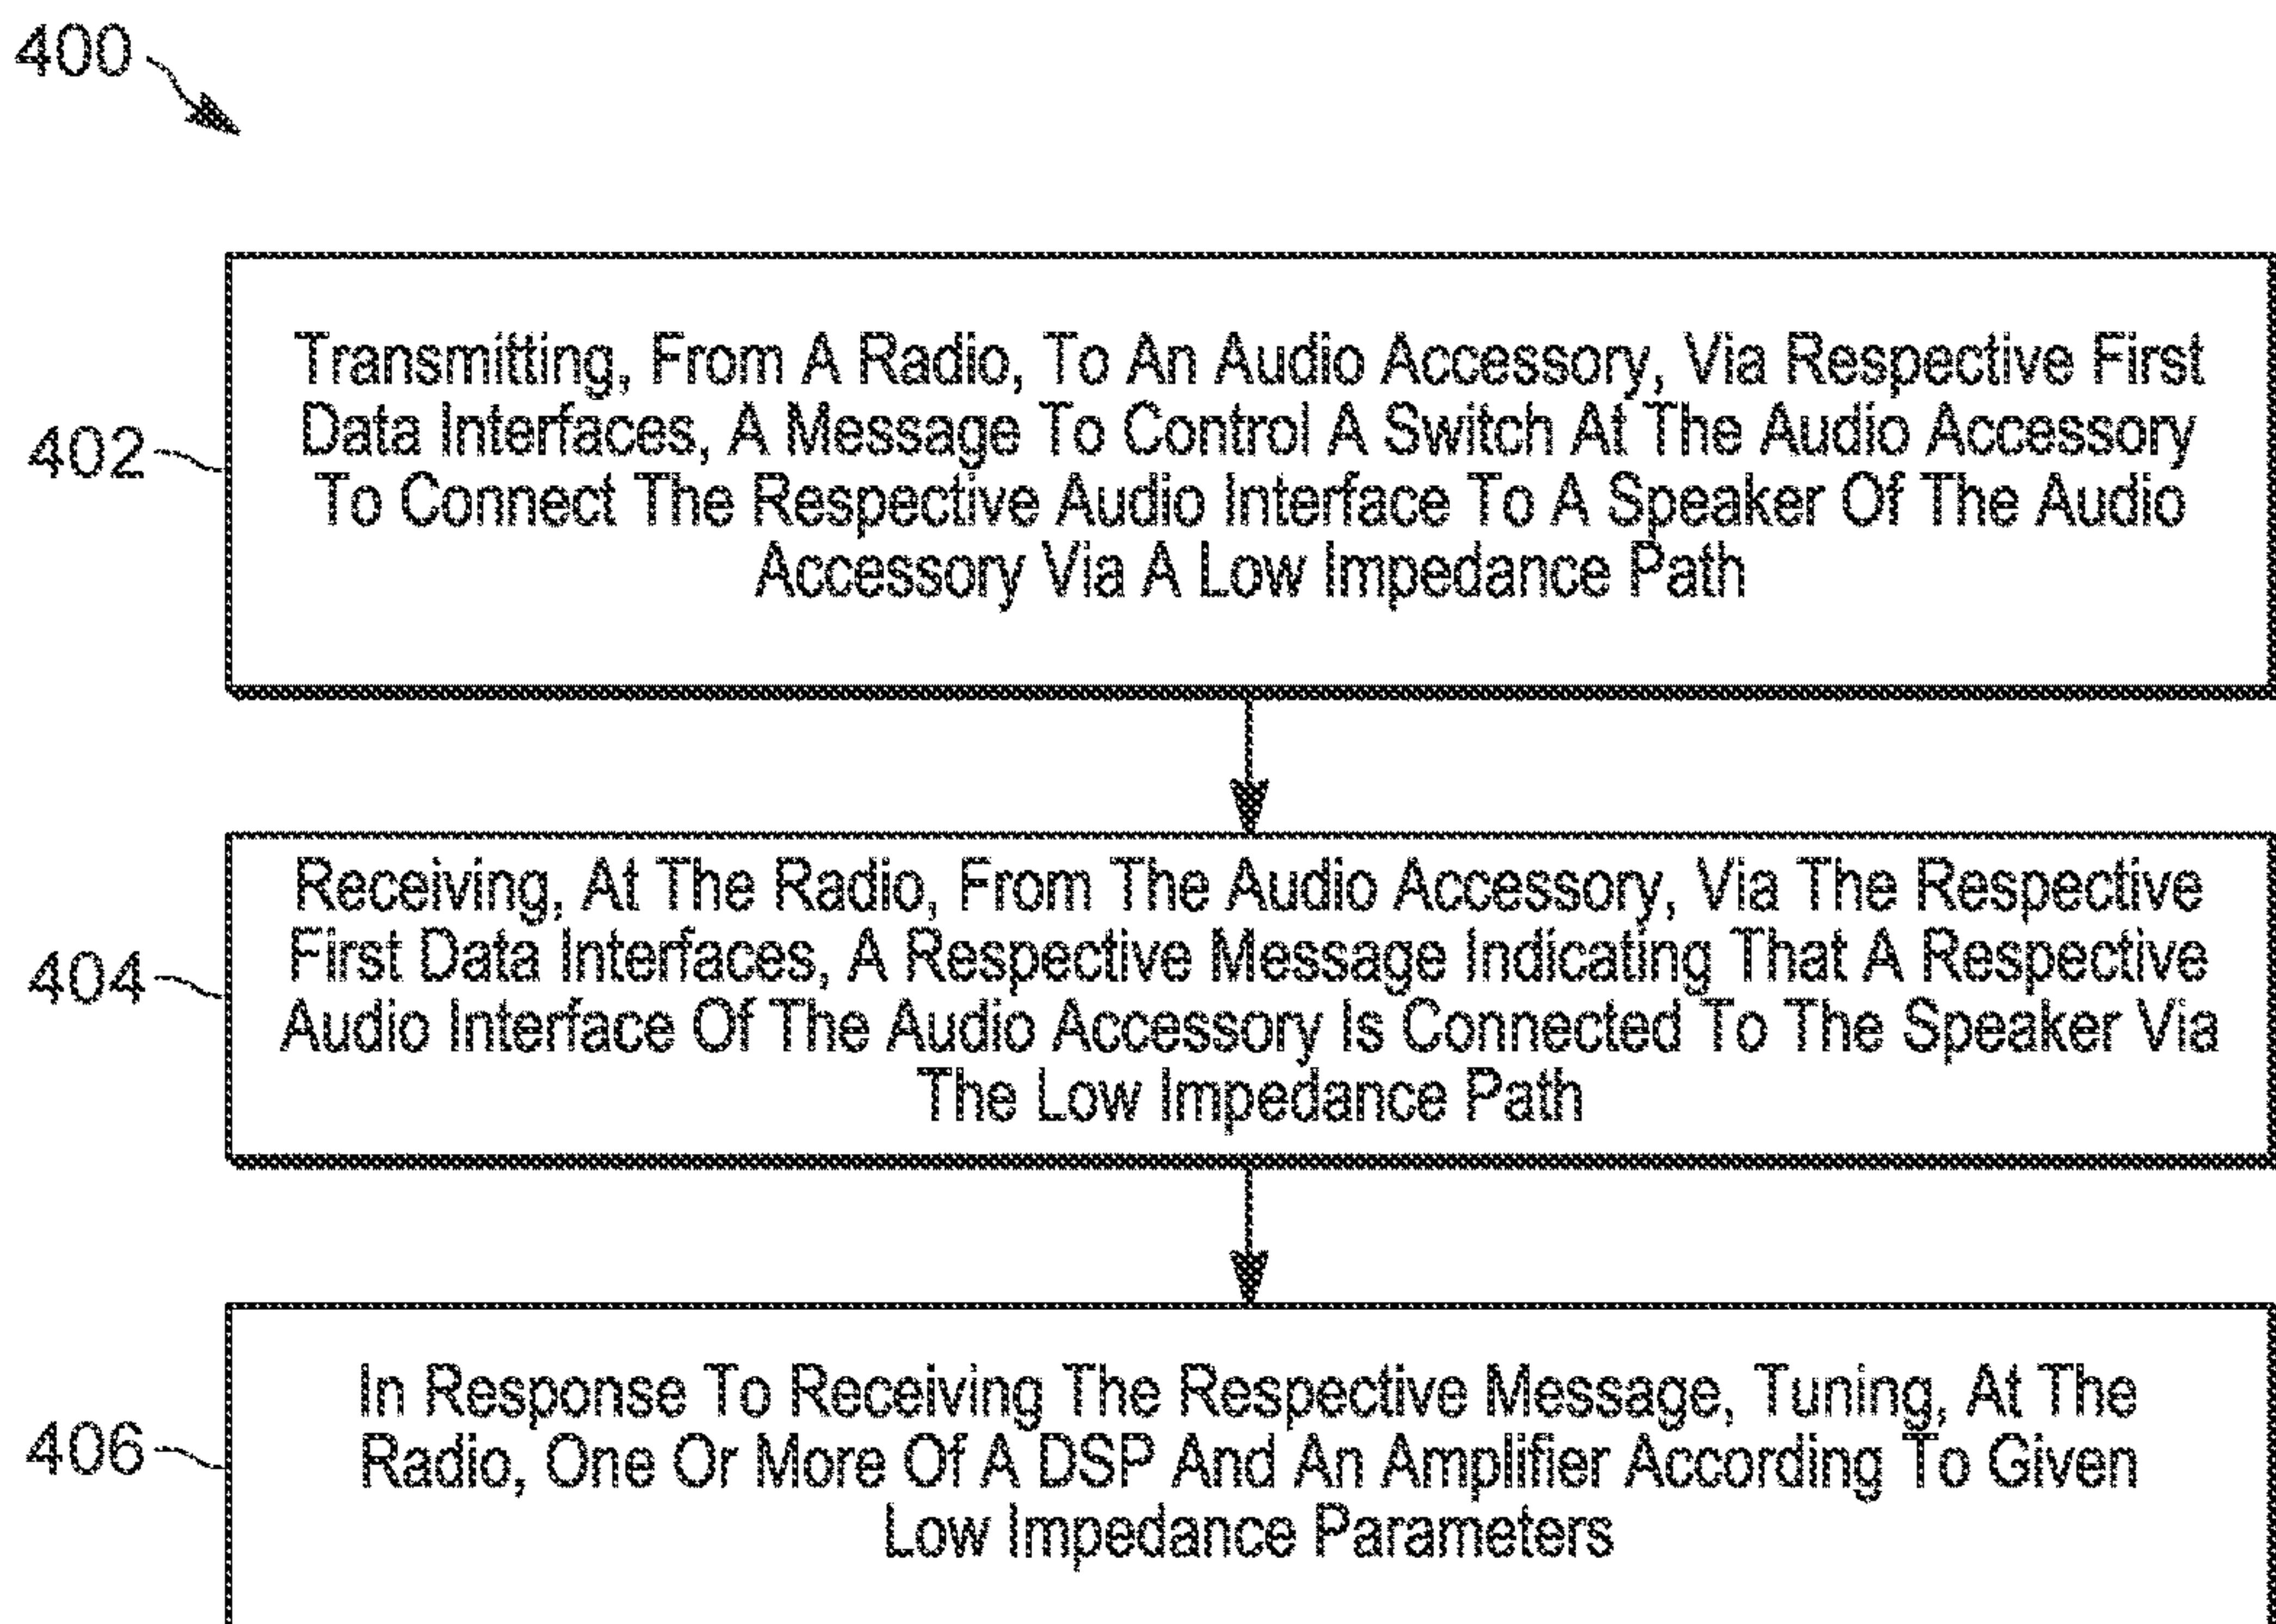 400
Transmitting, From A Radio, To An Audio Accessory, Via Respective First
Data Interfaces, A Message To Control A Switch At The Audio Accessory
To Connect The Respective Audio Interface To A Speaker Of The Audio
Accessory Via A Low Impedance Path
402
Receiving, At The Radio, From The Audio Accessory, Via The Respective
First Data Interfaces, A Respective Message Indicating That A Respective
Audio Interface Of The Audio Accessory Is Connected To The Speaker Via
The Low Impedance Path
404
In Response To Receiving The Respective Message, Tuning, At The
Radio, One Or More Of A DSP And An Amplifier According To Given
Low Impedance Parameters
406